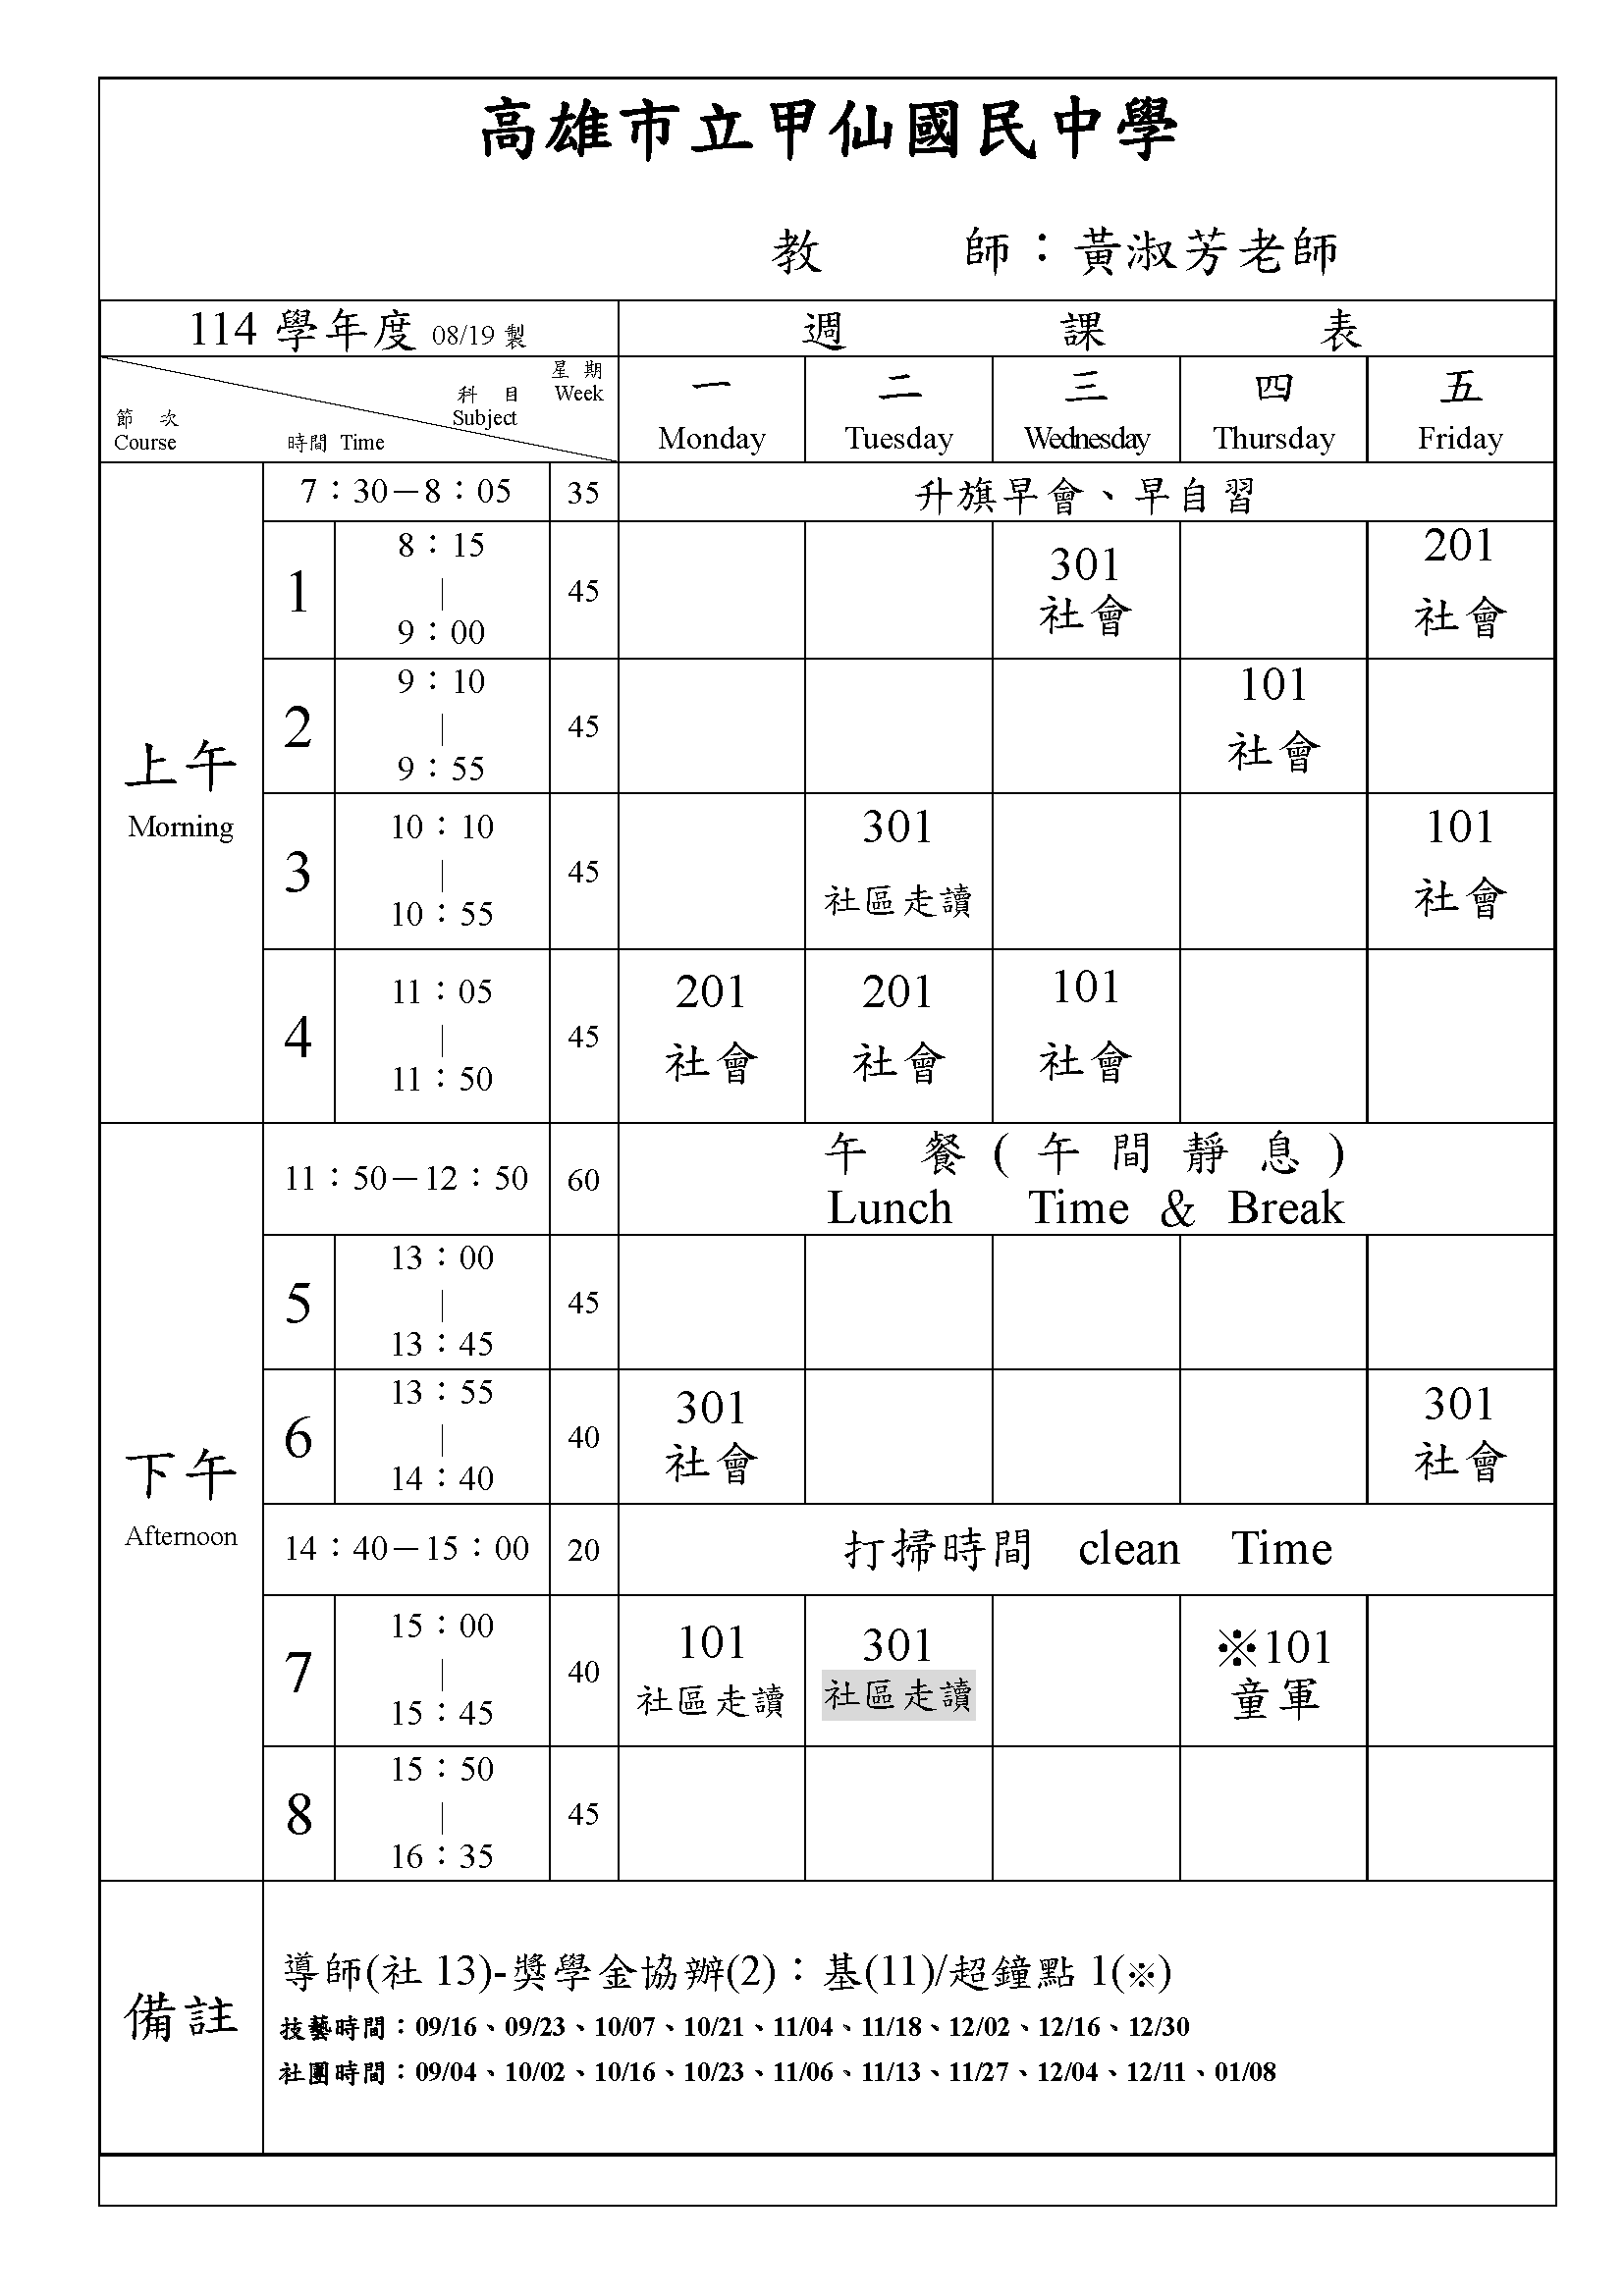 高雄市立甲仙國民中學
教 師：黃淑芳老師
114 學年度 08/19 製
週 課 表
星 期
Week
科 目
Subject
節 次
Course
時間 Time
一
Monday
二
Tuesday
三
Wednesday
四
Thursday
五
Friday
上午
Morning
7：30－8：05
35
升旗早會、早自習
1
8：15
｜
9：00
45
301
社會
201
社會
2
9：10
｜
9：55
45
101
社會
3
10：10
｜
10：55
45
301
社區走讀
101
社會
4
11：05
｜
11：50
45
201
社會
201
社會
101
社會
下午
Afternoon
11：50－12：50
60
午 餐 ( 午 間 靜 息 )
Lunch Time & Break
5
13：00
｜
13：45
45
6
13：55
｜
14：40
40
301
社會
301
社會
14：40－15：00
20
打掃時間 clean Time
7
15：00
｜
15：45
40
101
社區走讀
301
社區走讀
※101
童軍
8
15：50
｜
16：35
45
備註
導師(社 13)-獎學金協辦(2)：基(11)/超鐘點 1(※)
技藝時間：09/16、09/23、10/07、10/21、11/04、11/18、12/02、12/16、12/30
社團時間：09/04、10/02、10/16、10/23、11/06、11/13、11/27、12/04、12/11、01/08